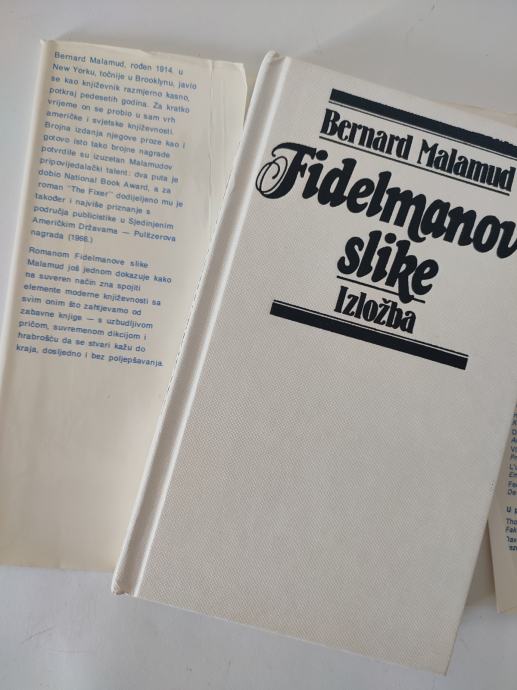 Bernard Malamud, rođen 1914. u
New Yorku, točnije u Brooklynu, javio
se kao književnik razmjerno kasno,
potkraj pedesetih godina. Za kratko
vrijeme on se probio u sam vrh
američke i svjetske književnosti.
Brojna izdanja njegove proze kao i
gotovo isto tako brojne nagrade
potvrdile su izuzetan Malamudov
pripovjedalački talent: dva puta je
dobio National Book Award, a za
roman "The Fixer" dodijeljeno mu je
također i najviše priznanje s
područja publicistike u Sjedinjenim
Američkim Državama — Pulitzerova
nagrada (1968.)
Romanom Fidelmanove slike
Malamud još jednom dokazuje kako
na suveren način zna spojiti
elemente moderne književnosti sa
svim onim što zahtjevamo od
zabavne knjige — s uzbudljivom
pričom, suvremenom dikcijom i
hrabrošću da se stvari kažu do
kraja, dosljedno i bez poljepšavanja.
Bernard Malamud
Fidelmanov
slike
Izložba